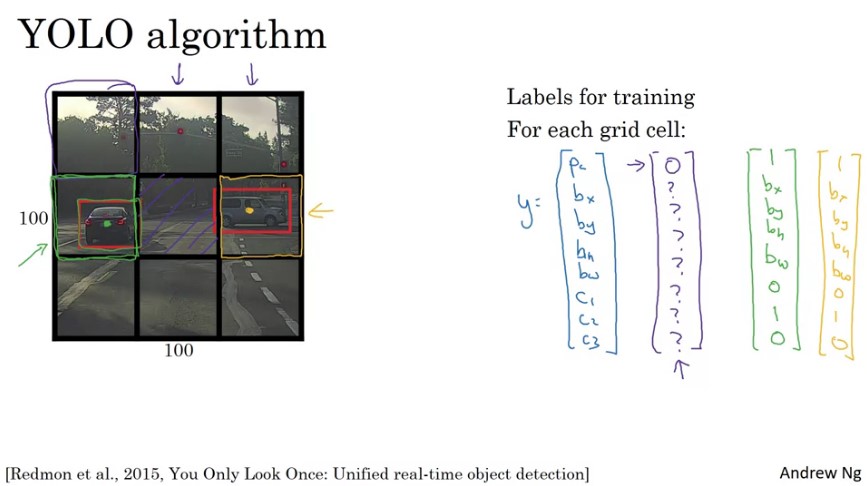 YOLO algorithm
Labels for training
For each grid cell:
y =
Pc
bx
by
bh
bw
C1
C2
C3
0
?
?
?
?
?
?
?
1
bx
by
bh
bw
0
1
0
1
bx
by
bh
bw
0
1
0
100
100
[Redmon et al., 2015, You Only Look Once: Unified real-time object detection]
Andrew Ng